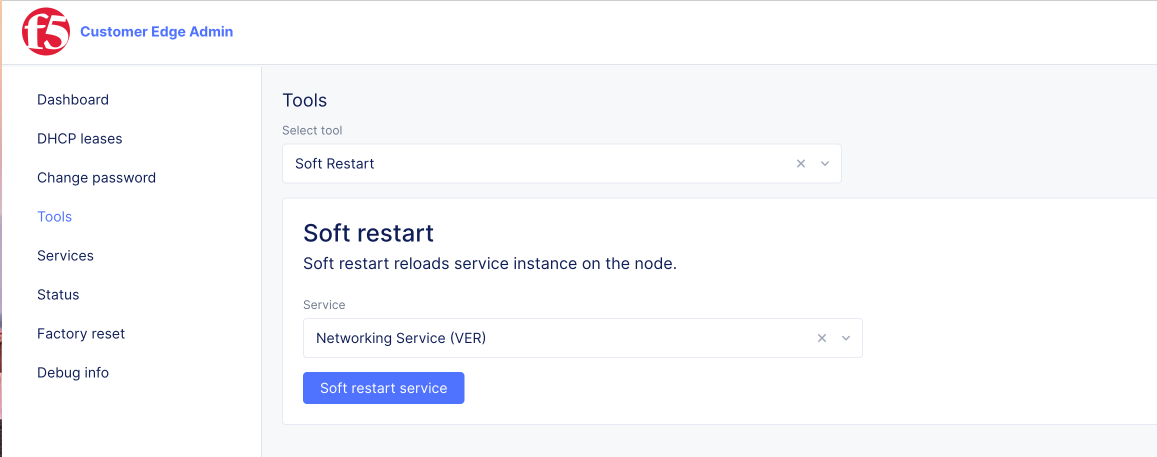 f5 Customer Edge Admin
Dashboard
DHCP leases
Change password
Tools
Services
Status
Factory reset
Debug info
Tools
Select tool
Soft Restart
Soft restart
Soft restart reloads service instance on the node.
Service
Networking Service (VER)
Soft restart service